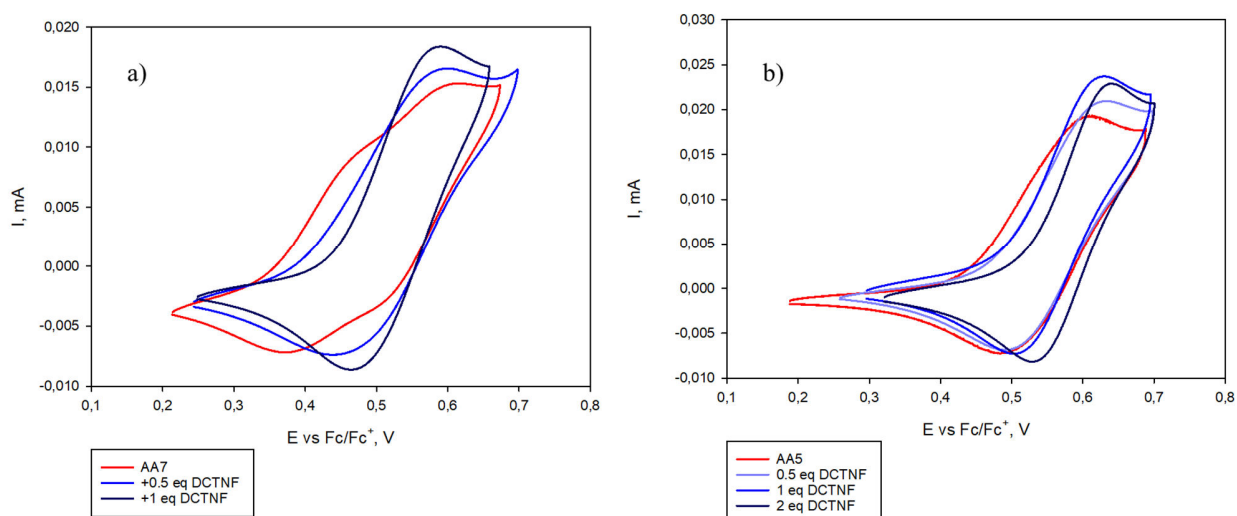 a)
0,020
0,015
0,010
0,005
0,000
-0,005
-0,010
I, mA
0,1 0,2 0,3 0,4 0,5 0,6 0,7 0,8
E vs Fc/Fc⁺, V
AA7
+0.5 eq DCTNF
+1 eq DCTNF
b)
0,030
0,025
0,020
0,015
0,010
0,005
0,000
-0,005
-0,010
I, mA
0,1 0,2 0,3 0,4 0,5 0,6 0,7 0,8
E vs Fc/Fc⁺, V
AA5
0.5 eq DCTNF
1 eq DCTNF
2 eq DCTNF